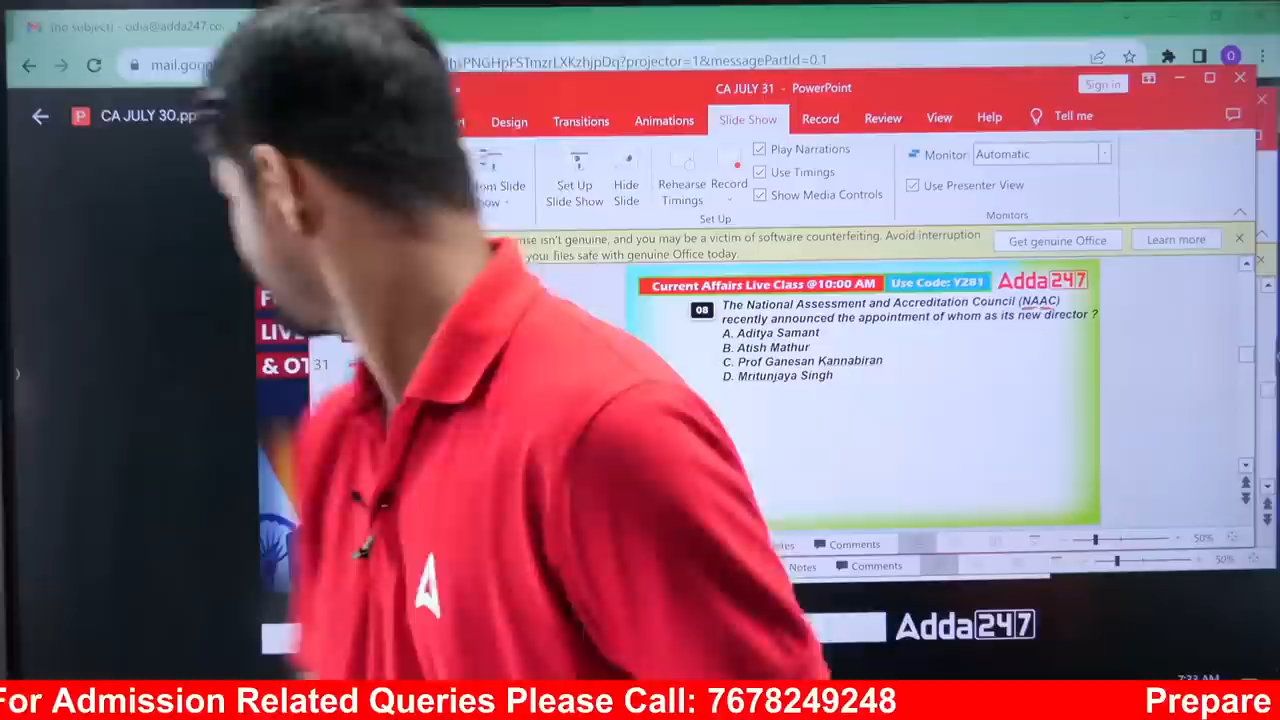 (no subject) - odia@adda247.co
PNGHpFSTmzrLXKzhjpDq?projector=1&messagePartId=0.1
CA JULY 31 - PowerPoint
Sign in
CA JULY 30.pp
Design Transitions Animations Slide Show Record Review View Help Tell me
Play Narrations
Use Timings
Show Media Controls
Monitor Automatic
Use Presenter View
Set Up
Slide Show
Hide
Slide
Rehearse
Timings
Record
Set Up
Monitors
isn't genuine, and you may be a victim of software counterfeiting. Avoid interruption
your files safe with genuine Office today.
Get genuine Office
Learn more
Current Affairs Live Class @10:00 AM
Use Code: Y281
Adda247
08
The National Assessment and Accreditation Council (NAAC)
recently announced the appointment of whom as its new director ?
A. Aditya Samant
B. Atish Mathur
C. Prof Ganesan Kannabiran
D. Mritunjaya Singh
LIV
& OT
31
Comments
50%
Notes
Comments
50%
Adda247
7:33 AM
For Admission Related Queries Please Call: 7678249248
Prepare